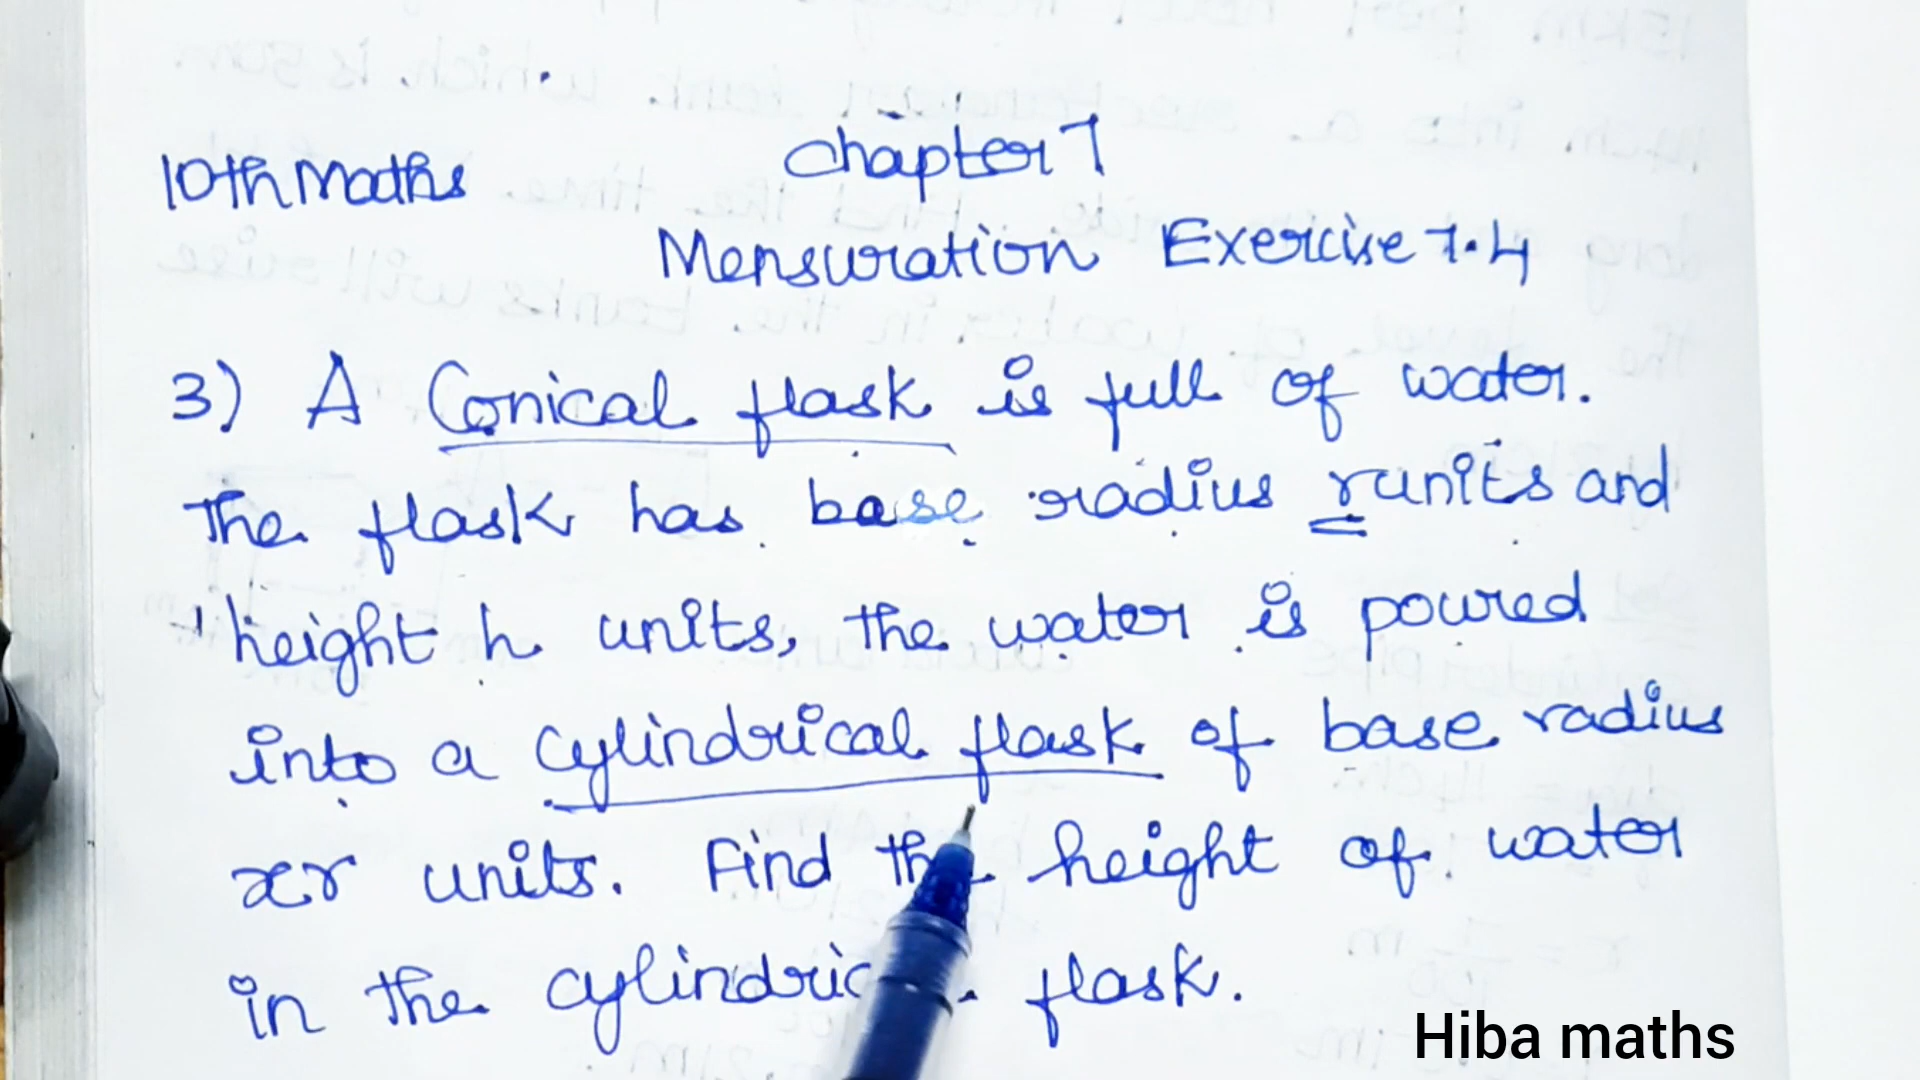 10th Maths
Chapter 7
Mensuration Exercise 7.4
3) A Conical flask is full of water.
The flask has base radius r units and
height h units, the water is poured
into a cylindrical flask of base radius
xr units. Find the height of water
in the flask.
Hiba maths